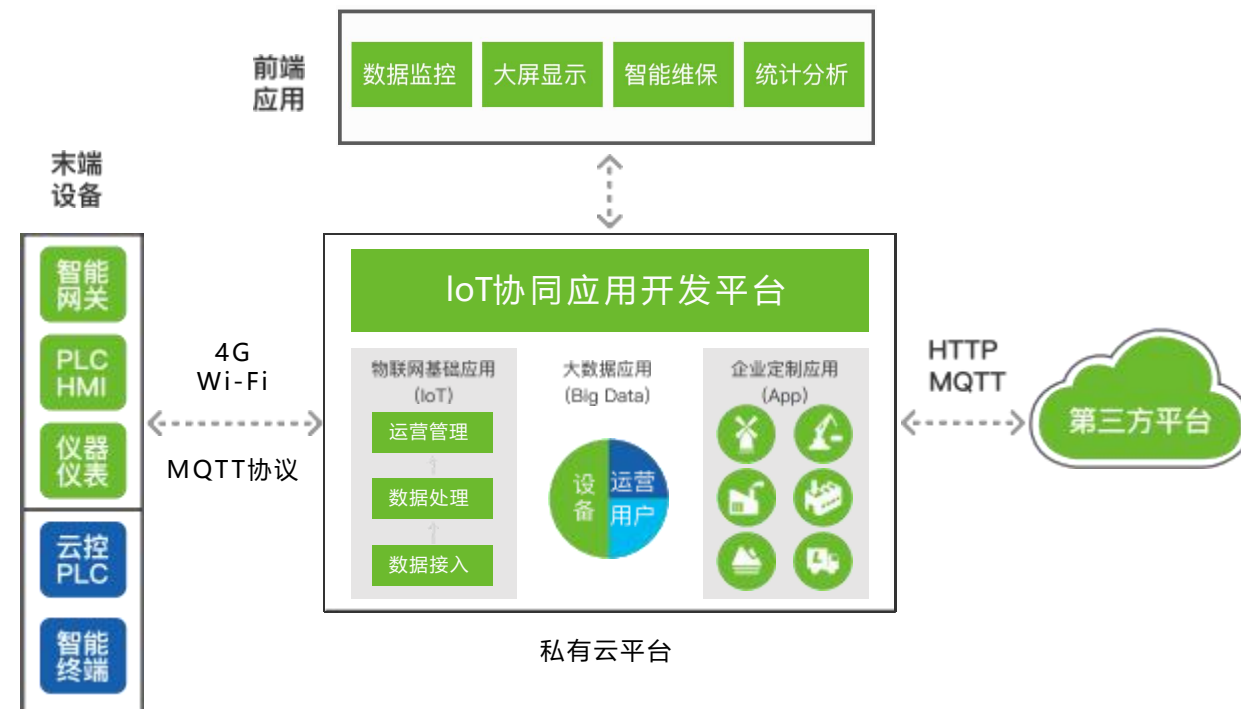 前端
应用
数据监控
大屏显示
智能维保
统计分析
末端
设备
智能
网关
PLC
HMI
仪器
仪表
云控
PLC
智能
终端
4G
Wi-Fi
MQTT协议
IoT协同应用开发平台
物联网基础应用
(IoT)
运营管理
数据处理
数据接入
大数据应用
(Big Data)
设
备
运营
用户
企业定制应用
(App)
私有云平台
HTTP
MQTT
第三方平台